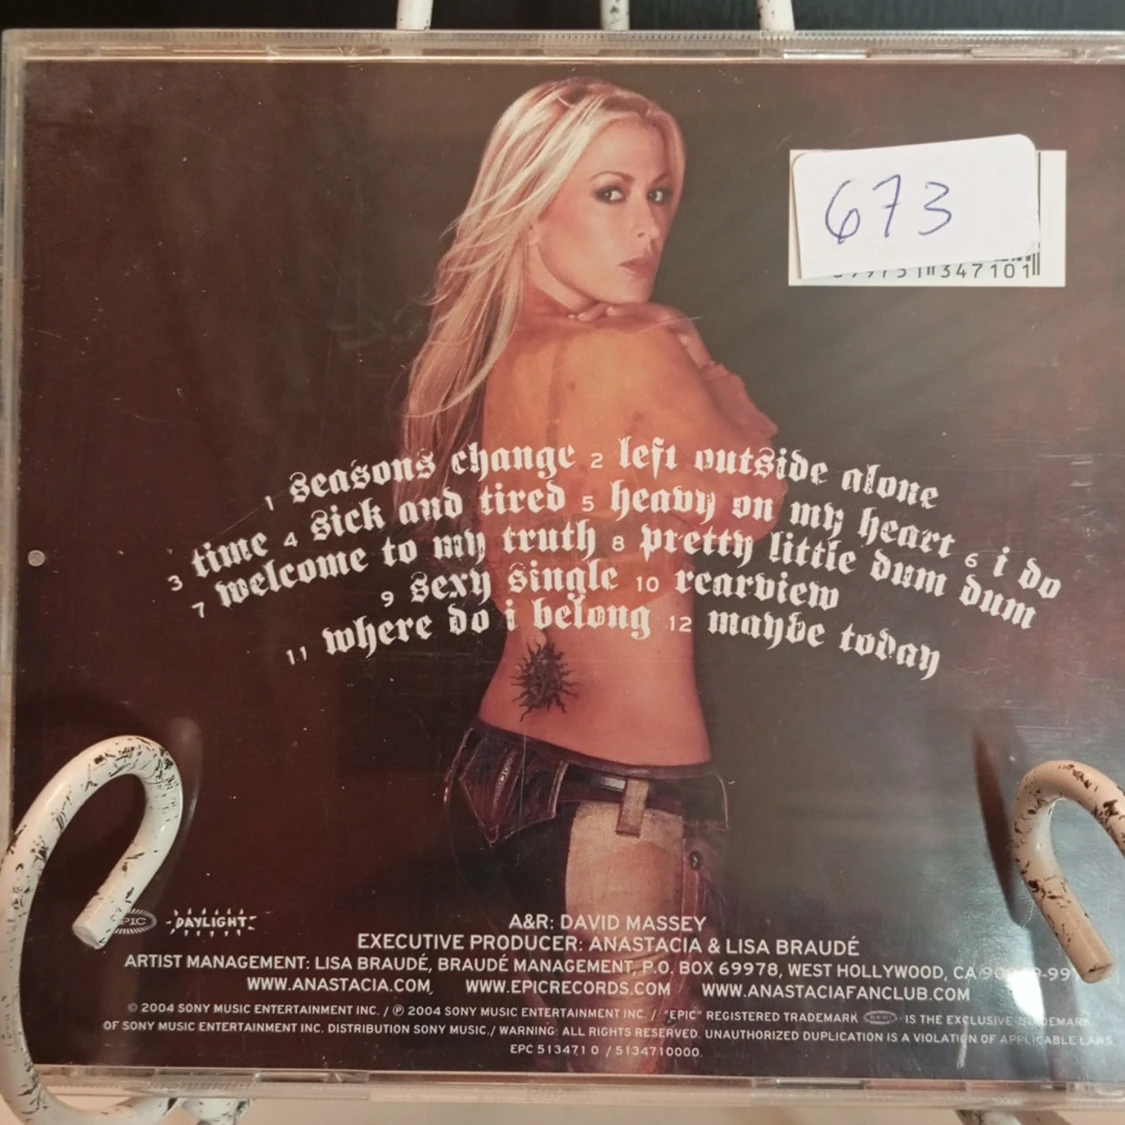 673
347101
1 seasons change 2 left outside alone
3 time 4 sick and tired 5 heavy on my heart 6 i do
7 welcome to my truth 8 pretty little dum dum
9 sexy single 10 rearview
11 where do i belong 12 maybe today
EPIC DAYLIGHT
A&R: DAVID MASSEY
EXECUTIVE PRODUCER: ANASTACIA & LISA BRAUDÉ
ARTIST MANAGEMENT: LISA BRAUDÉ, BRAUDÉ MANAGEMENT, P.O. BOX 69978, WEST HOLLYWOOD, CA
WWW.ANASTACIA.COM WWW.EPICRECORDS.COM WWW.ANASTACIAFANCLUB.COM
© 2004 SONY MUSIC ENTERTAINMENT INC. / ℗ 2004 SONY MUSIC ENTERTAINMENT INC. / "EPIC" REGISTERED TRADEMARK IS THE EXCLUSIVE TRADEMARK
OF SONY MUSIC ENTERTAINMENT INC. DISTRIBUTION SONY MUSIC./ WARNING: ALL RIGHTS RESERVED. UNAUTHORIZED DUPLICATION IS A VIOLATION OF APPLICABLE LAWS.
EPC 513471 0 / 5134710000.